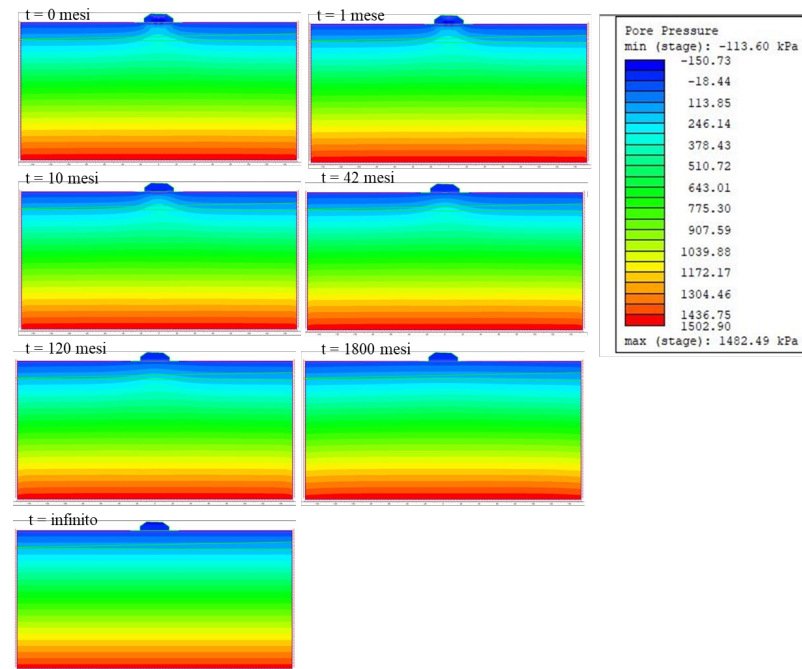 t = 0 mesi
t = 1 mese
t = 10 mesi
t = 42 mesi
t = 120 mesi
t = 1800 mesi
t = infinito
Pore Pressure
min (stage): -113.60 kPa
-150.73
-18.44
113.85
246.14
378.43
510.72
643.01
775.30
907.59
1039.88
1172.17
1304.46
1436.75
1502.90
max (stage): 1482.49 kPa